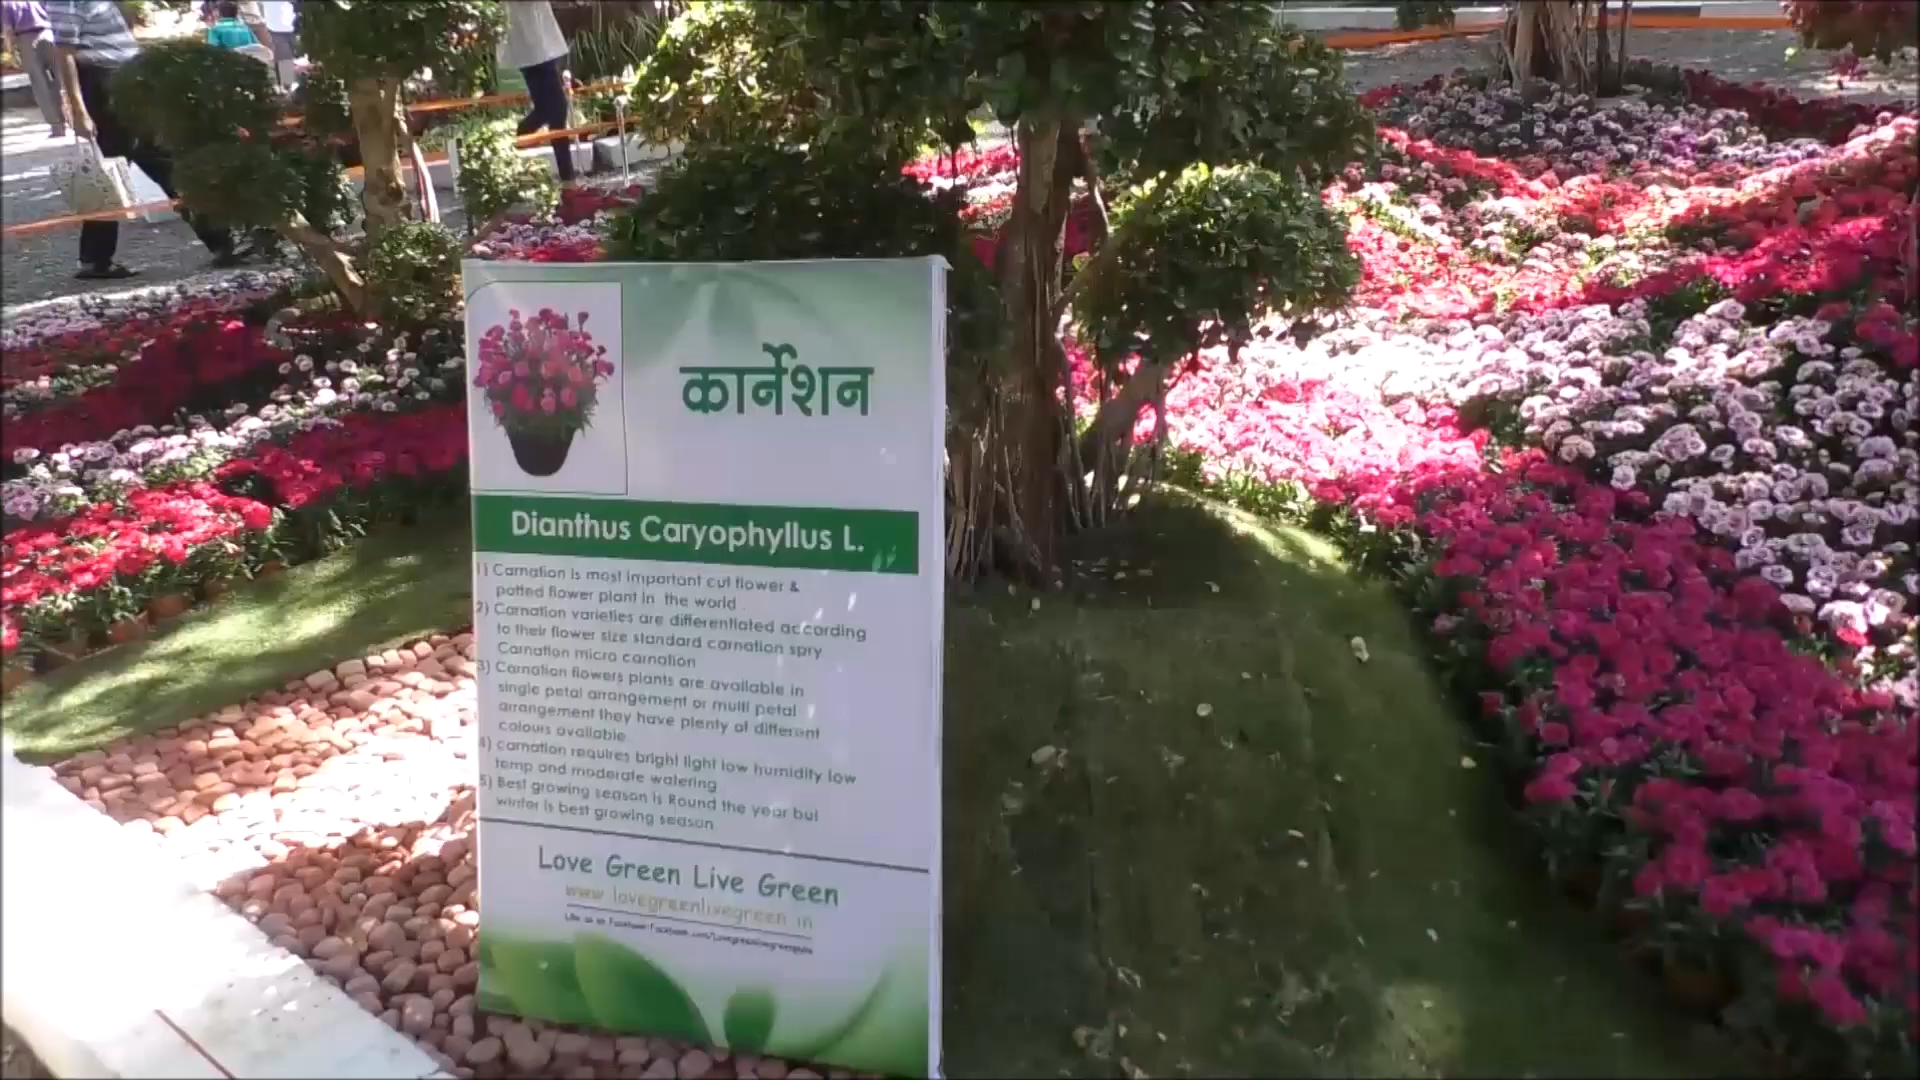 कार्नेशन
Dianthus Caryophyllus L.
1) Carnation is most important cut flower &
potted flower plant in the world .
2) Carnation varieties are differentiated according
to their flower size standard carnation spry
Carnation micro carnation
3) Carnation flowers plants are available in
single petal arrangement or multi petal
arrangement they have plenty of different
colours available
4) carnation requires bright light low humidity low
temp and moderate watering
5) Best growing season is Round the year but
winter is best growing season
Love Green Live Green
www.lovegreenlivegreen.in
Like us on Facebook